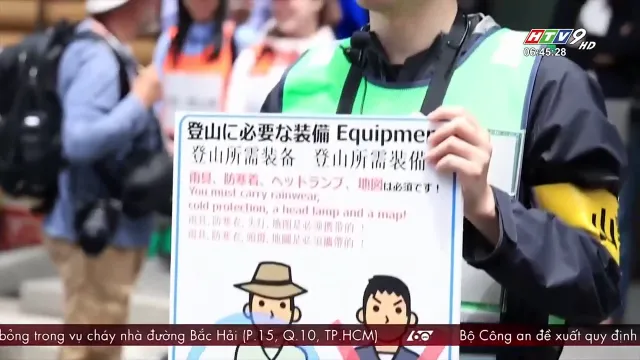 HTV9 HD
06:45:28
登山に必要な装備 Equipmen
登山所需装备 登山所需裝備
雨具、防寒着、ヘッドランプ、地図は必須です！
You must carry rainwear,
cold protection, a head lamp and a map!
雨具, 防寒衣, 头灯, 地图是必须携带的！
雨具, 防寒衣, 頭燈, 地圖是必須攜帶的！
山
bỏng trong vụ cháy nhà đường Bắc Hải (P.15, Q.10, TP.HCM) 60 Bộ Công an đề xuất quy định